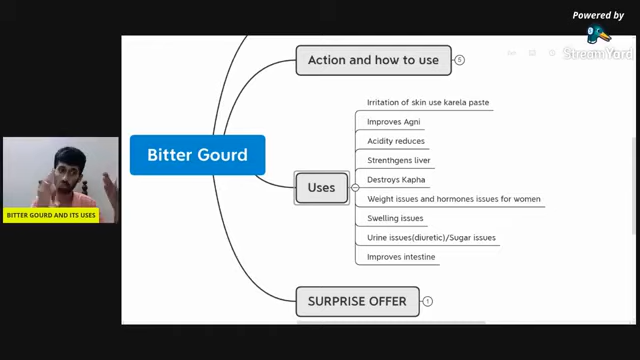 Powered by
StreamYard
Action and how to use
5
Irritation of skin use karela paste
Improves Agni
Acidity reduces
Strenthgens liver
Bitter Gourd
Uses
Destroys Kapha
Weight issues and hormones issues for women
Swelling issues
Urine issues(diuretic)/Sugar issues
Improves intestine
BITTER GOURD AND ITS USES
SURPRISE OFFER
1